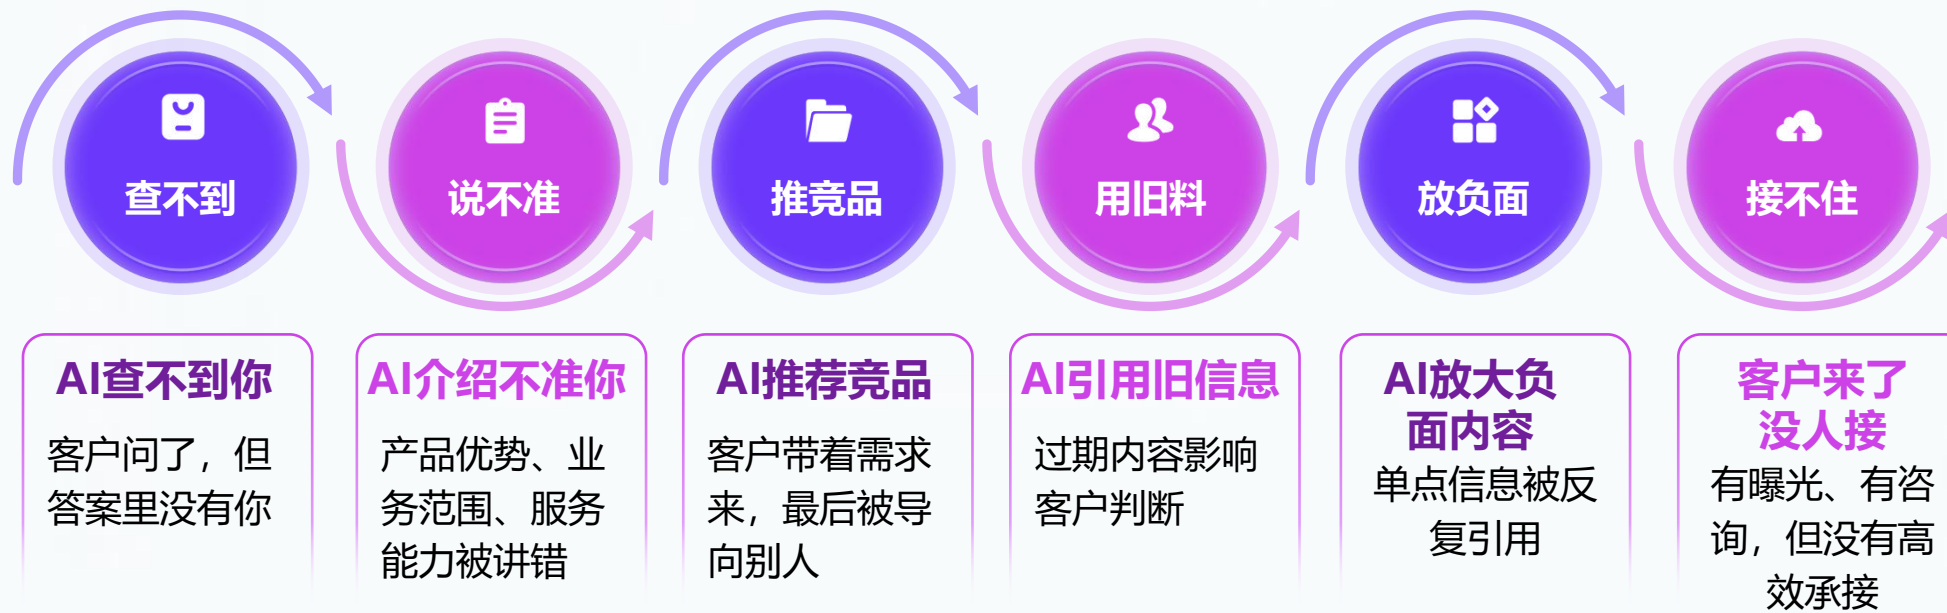 查不到
说不准
推竞品
用旧料
放负面
接不住
AI查不到你
客户问了，但
答案里没有你
AI介绍不准你
产品优势、业
务范围、服务
能力被讲错
AI推荐竞品
客户带着需求
来，最后被导
向别人
AI引用旧信息
过期内容影响
客户判断
AI放大负
面内容
单点信息被反
复引用
客户来了
没人接
有曝光、有咨
询，但没有高
效承接